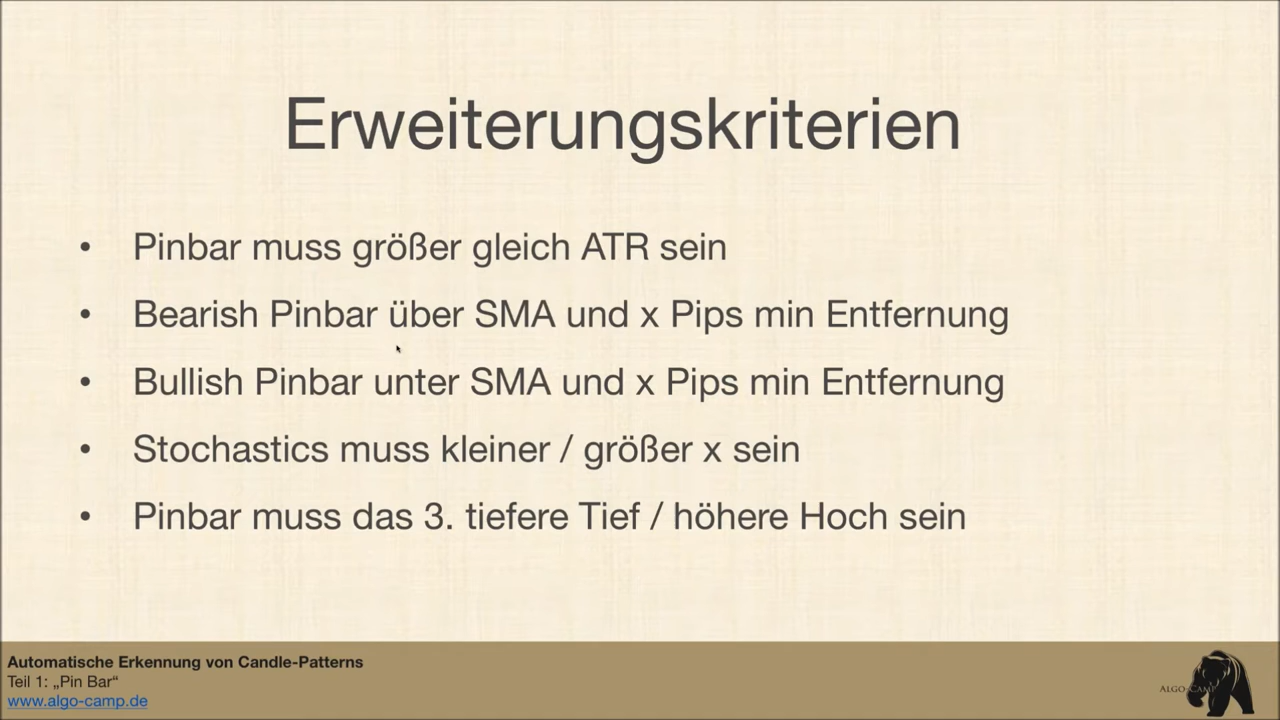 Erweiterungskriterien
• Pinbar muss größer gleich ATR sein
• Bearish Pinbar über SMA und x Pips min Entfernung
• Bullish Pinbar unter SMA und x Pips min Entfernung
• Stochastics muss kleiner / größer x sein
• Pinbar muss das 3. tiefere Tief / höhere Hoch sein
Automatische Erkennung von Candle-Patterns
Teil 1: „Pin Bar“
www.algo-camp.de
Algo-Camp